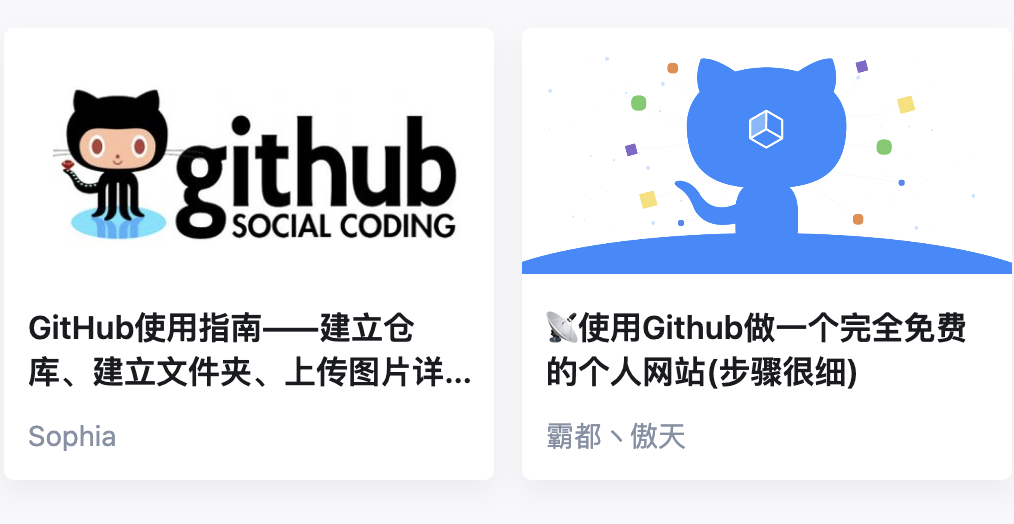 github
SOCIAL CODING
GitHub使用指南——建立仓
库、建立文件夹、上传图片详...
Sophia
📡使用Github做一个完全免费
的个人网站(步骤很细)
霸都丶傲天